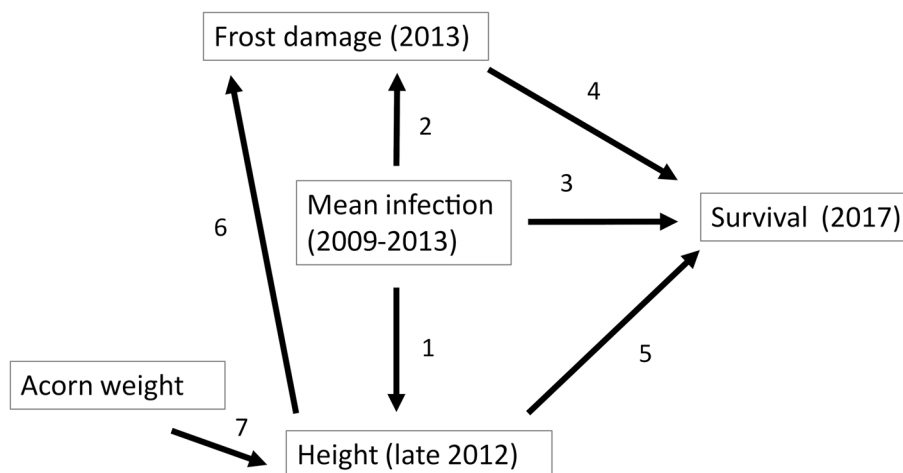 Frost damage (2013)
4
2
3
Mean infection
(2009-2013)
Survival (2017)
6
1
5
Acorn weight
7
Height (late 2012)